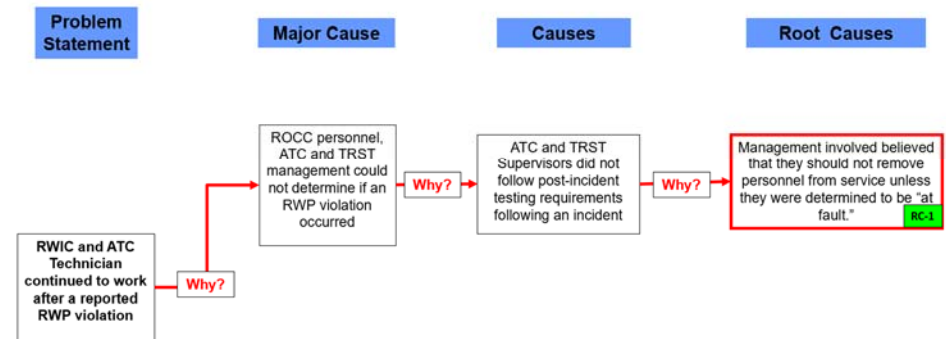 Problem
Statement
Major Cause
Causes
Root Causes
RWIC and ATC
Technician
continued to work
after a reported
RWP violation
Why?
ROCC personnel,
ATC and TRST
management could
not determine if an
RWP violation
occurred
Why?
ATC and TRST
Supervisors did not
follow post-incident
testing requirements
following an incident
Why?
Management involved believed
that they should not remove
personnel from service unless
they were determined to be “at
fault.”
RC-1